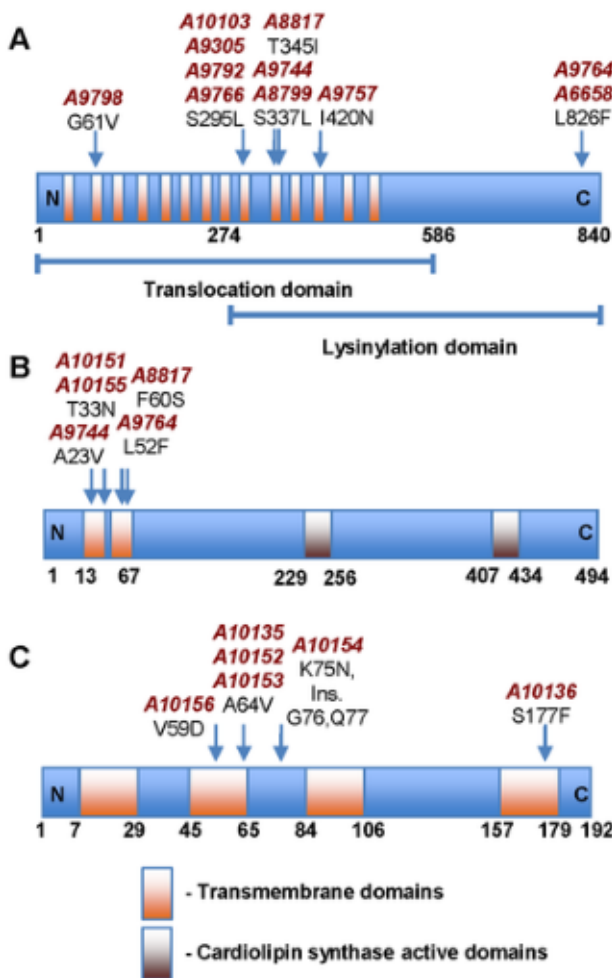 A
A10103 A8817
A9305 T345I
A9792 A9744
A9798 A9766 A8799 A9757 A9764
A6658
G61V S295L S337L I420N L826F
N C
1 274 586 840
Translocation domain
Lysinylation domain
B
A10151
A10155 A8817
T33N F60S
A9744 A9764
A23V L52F
N C
1 13 67 229 256 407 434 494
C
A10135 A10154
A10152 K75N,
A10156 A10153 Ins. A10136
V59D A64V G76,Q77 S177F
N C
1 7 29 45 65 84 106 157 179 192
- Transmembrane domains
- Cardiolipin synthase active domains